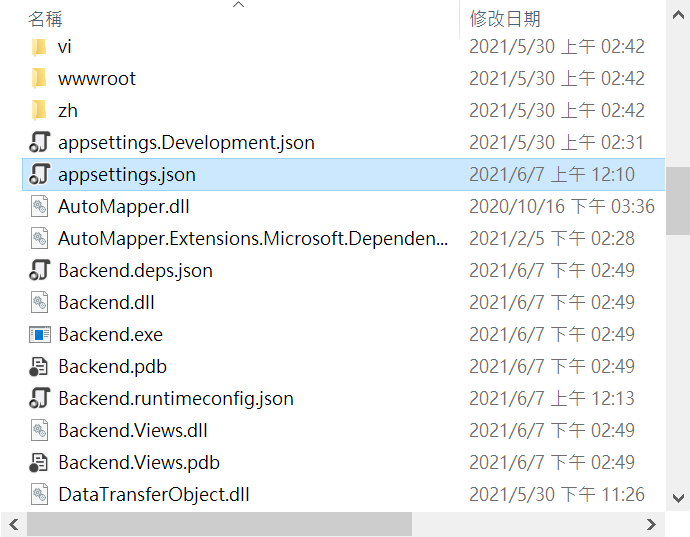 名稱 修改日期
vi 2021/5/30 上午 02:42
wwwroot 2021/5/30 上午 02:42
zh 2021/5/30 上午 02:42
appsettings.Development.json 2021/5/30 上午 02:31
appsettings.json 2021/6/7 上午 12:10
AutoMapper.dll 2020/10/16 下午 03:36
AutoMapper.Extensions.Microsoft.Dependen... 2021/2/5 下午 02:28
Backend.deps.json 2021/6/7 下午 02:49
Backend.dll 2021/6/7 下午 02:49
Backend.exe 2021/6/7 下午 02:49
Backend.pdb 2021/6/7 下午 02:49
Backend.runtimeconfig.json 2021/6/7 上午 12:13
Backend.Views.dll 2021/6/7 下午 02:49
Backend.Views.pdb 2021/6/7 下午 02:49
DataTransferObject.dll 2021/5/30 下午 11:26